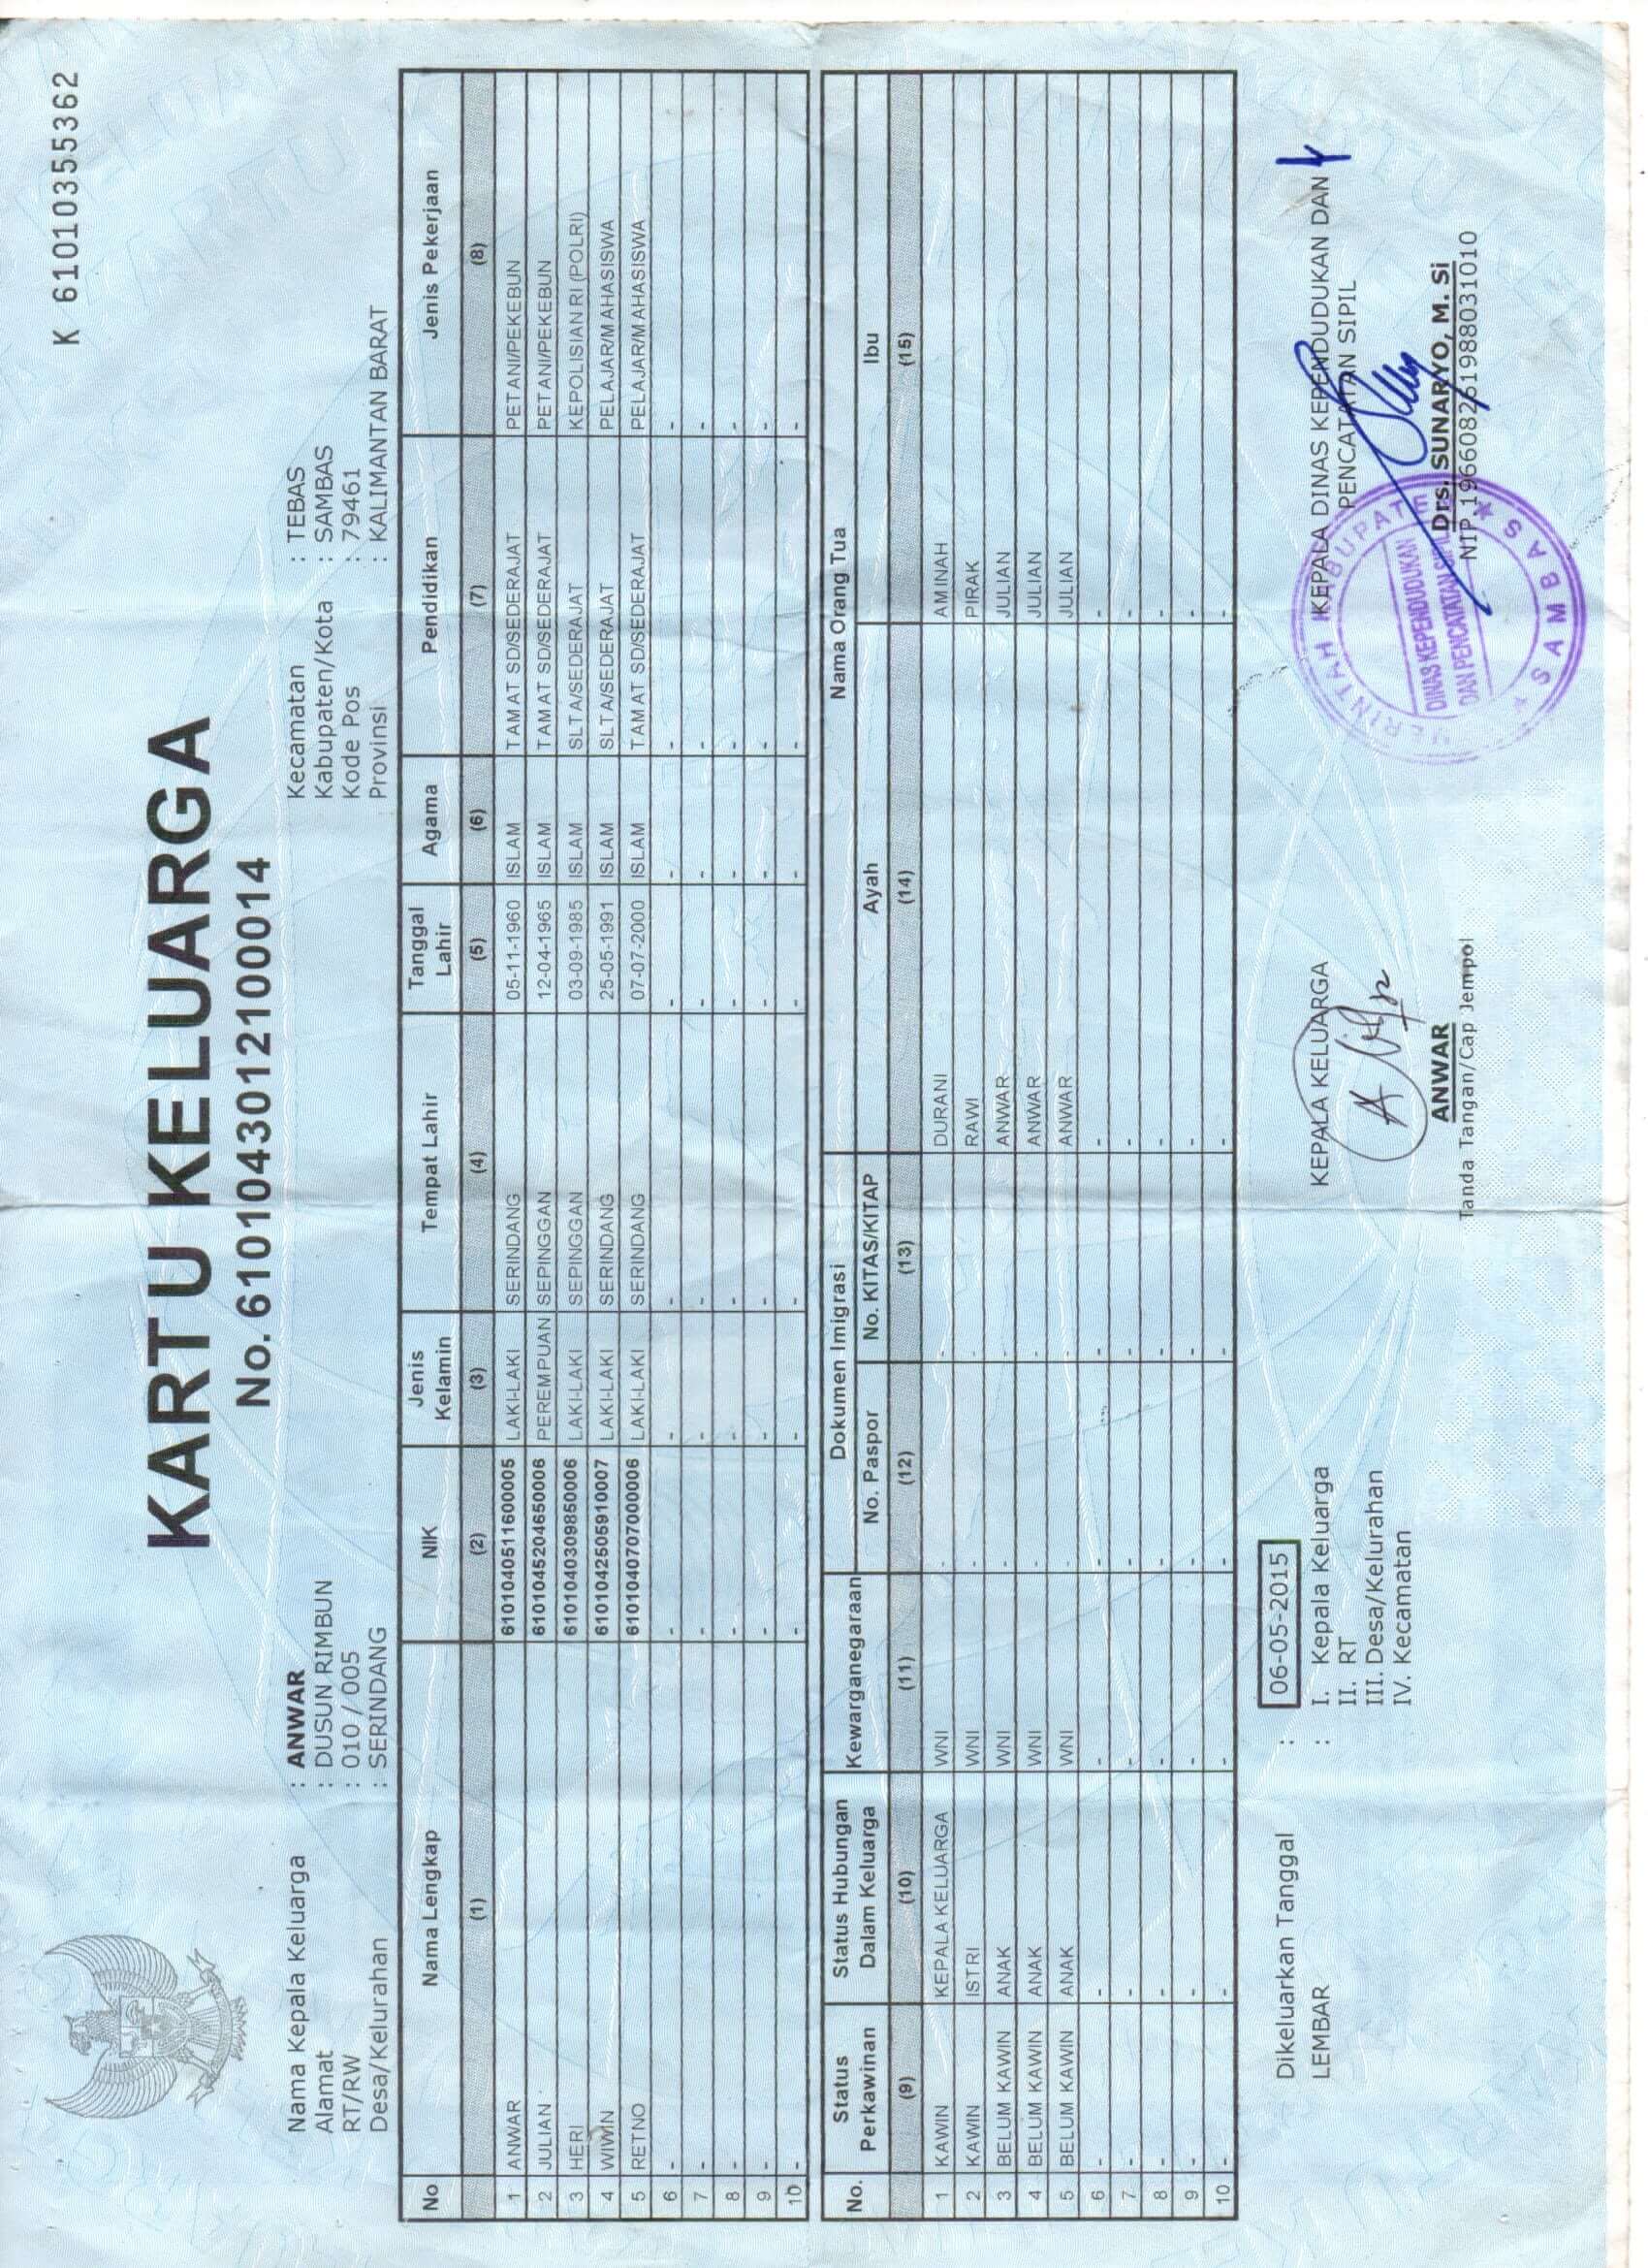 K 61010355362
KARTU KELUARGA
No. 6101043012100014
Nama Kepala Keluarga : ANWAR
Alamat : DUSUN RIMBUN
RT/RW : 010 / 005
Desa/Kelurahan : SERINDANG
Kecamatan : TEBAS
Kabupaten/Kota : SAMBAS
Kode Pos : 79461
Provinsi : KALIMANTAN BARAT
No Nama Lengkap NIK Jenis Kelamin Tempat Lahir Tanggal Lahir Agama Pendidikan Jenis Pekerjaan
(1) (2) (3) (4) (5) (6) (7) (8)
1 ANWAR 6101040511600005 LAKI-LAKI SERINDANG 05-11-1960 ISLAM TAMAT SD/SEDERAJAT PETANI/PEKEBUN
2 JULIAN 6101045204650006 PEREMPUAN SEPINGGAN 12-04-1965 ISLAM TAMAT SD/SEDERAJAT PETANI/PEKEBUN
3 HERI 6101040309850006 LAKI-LAKI SEPINGGAN 03-09-1985 ISLAM SLTA/SEDERAJAT KEPOLISIAN RI (POLRI)
4 WIWIN 6101042505910007 LAKI-LAKI SERINDANG 25-05-1991 ISLAM SLTA/SEDERAJAT PELAJAR/MAHASISWA
5 RETNO 6101040707000006 LAKI-LAKI SERINDANG 07-07-2000 ISLAM TAMAT SD/SEDERAJAT PELAJAR/MAHASISWA
6 - - - - - - - -
7 - - - - - - - -
8 - - - - - - - -
9 - - - - - - - -
10 - - - - - - - -
No. Status Perkawinan Status Hubungan Dalam Keluarga Kewarganegaraan Dokumen Imigrasi Nama Orang Tua
No. Paspor No. KITAS/KITAP Ayah Ibu
(9) (10) (11) (12) (13) (14) (15)
1 KAWIN KEPALA KELUARGA WNI - - DURANI AMINAH
2 KAWIN ISTRI WNI - - RAWI PIRAK
3 BELUM KAWIN ANAK WNI - - ANWAR JULIAN
4 BELUM KAWIN ANAK WNI - - ANWAR JULIAN
5 BELUM KAWIN ANAK WNI - - ANWAR JULIAN
6 - - - - - - -
7 - - - - - - -
8 - - - - - - -
9 - - - - - - -
10 - - - - - - -
Dikeluarkan Tanggal : 06-05-2015
LEMBAR : I. Kepala Keluarga
II. RT
III. Desa/Kelurahan
IV. Kecamatan
KEPALA KELUARGA
ANWAR
Tanda Tangan/Cap Jempol
KEPALA DINAS KEPENDUDUKAN DAN
PENCATATAN SIPIL
Drs. SUNARYO, M. Si
NIP. 196608261988031010
DINAS KEPENDUDUKAN
DAN PENCATATAN SIPIL
SAMBAS